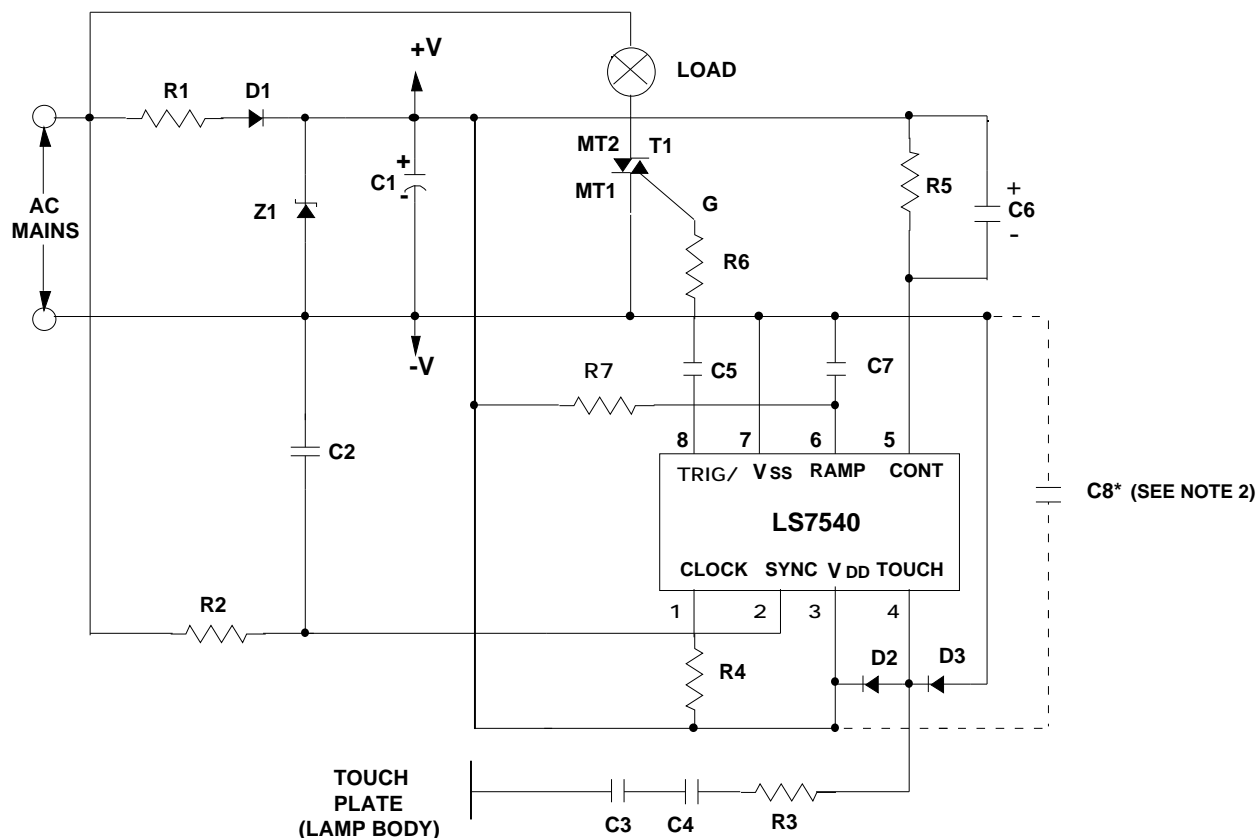 +V
LOAD
R1
D1
MT2
T1
MT1
+
C1
-
R5
+
C6
-
AC
MAINS
Z1
G
R6
-V
R7
C5
C7
C2
8
7
6
5
TRIG/
VSS
RAMP
CONT
C8* (SEE NOTE 2)
LS7540
CLOCK
SYNC
VDD
TOUCH
R2
1
2
3
4
R4
D2
D3
TOUCH
PLATE
(LAMP BODY)
C3
C4
R3